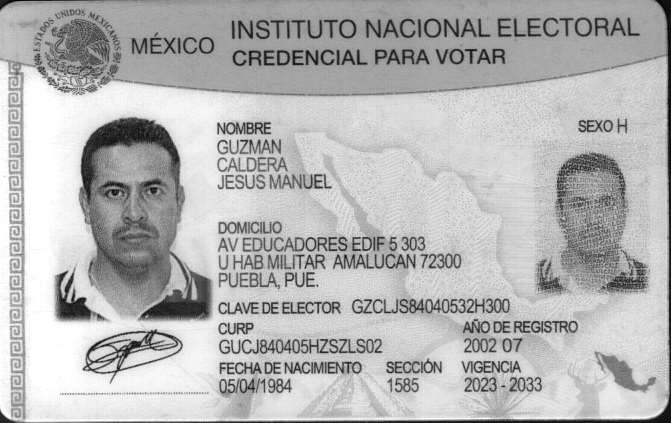 ESTADOS UNIDOS MEXICANOS
MÉXICO
INSTITUTO NACIONAL ELECTORAL
CREDENCIAL PARA VOTAR
NOMBRE
GUZMAN
CALDERA
JESUS MANUEL
SEXO H
DOMICILIO
AV EDUCADORES EDIF 5 303
U HAB MILITAR AMALUCAN 72300
PUEBLA, PUE.
CLAVE DE ELECTOR GZCLJS84040532H300
CURP
GUCJ840405HZSZLS02
AÑO DE REGISTRO
2002 07
FECHA DE NACIMIENTO
05/04/1984
SECCIÓN
1585
VIGENCIA
2023 - 2033